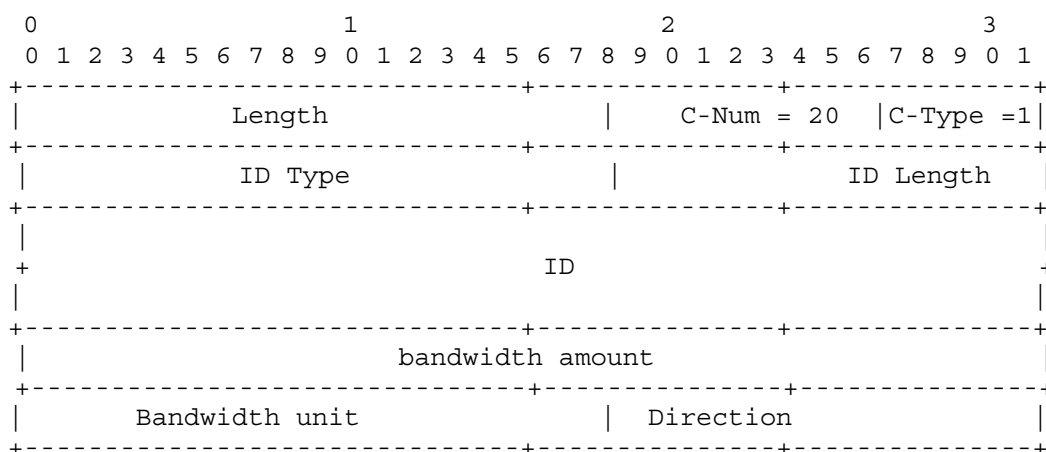 0 1 2 3
0 1 2 3 4 5 6 7 8 9 0 1 2 3 4 5 6 7 8 9 0 1 2 3 4 5 6 7 8 9 0 1
Length | C-Num = 20 |C-Type =1|
ID Type | ID Length
ID
bandwidth amount
Bandwidth unit | Direction